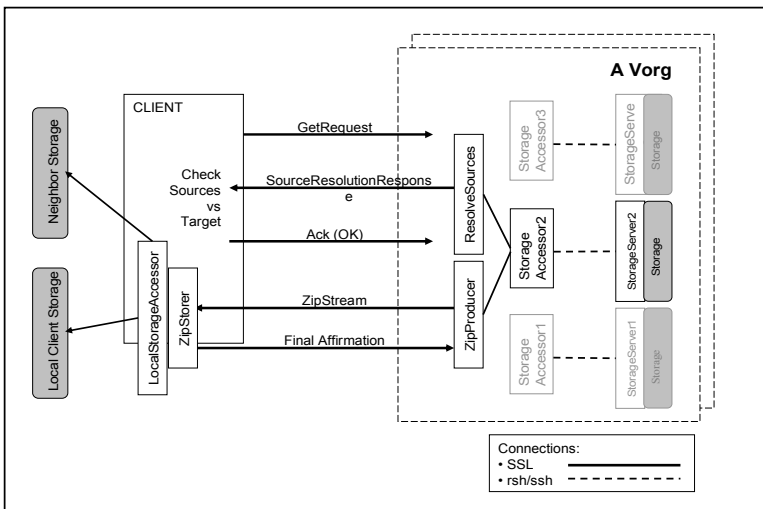 A Vorg
CLIENT
GetRequest
Neighbor Storage
Check
Sources
vs
Target
SourceResolutionRespons
e
ResolveSources
Storage
Accessor3
StorageServe
Storage
Ack (OK)
Storage
Accessor2
StorageServer2
Storage
Local Client Storage
LocalStorageAccessor
ZipStorer
ZipStream
Final Affirmation
ZipProducer
Storage
Accessor1
StorageServer1
Storage
Connections:
• SSL
• rsh/ssh